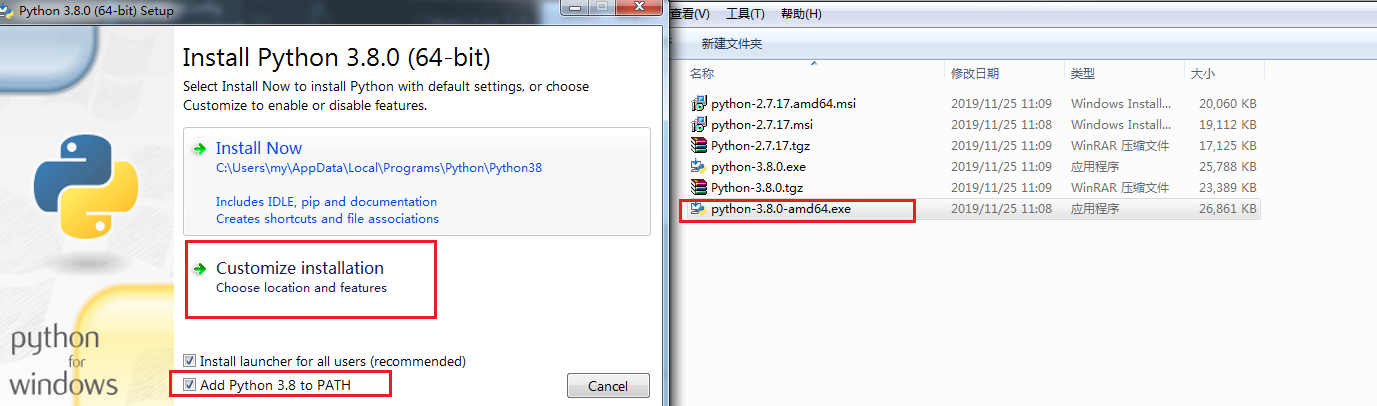 Python 3.8.0 (64-bit) Setup
Install Python 3.8.0 (64-bit)
Select Install Now to install Python with default settings, or choose
Customize to enable or disable features.
Install Now
C:\Users\my\AppData\Local\Programs\Python\Python38
Includes IDLE, pip and documentation
Creates shortcuts and file associations
Customize installation
Choose location and features
Install launcher for all users (recommended)
Add Python 3.8 to PATH
Cancel
python
for
windows
查看(V) 工具(T) 帮助(H)
新建文件夹
名称 修改日期 类型 大小
python-2.7.17.amd64.msi 2019/11/25 11:09 Windows Install... 20,060 KB
python-2.7.17.msi 2019/11/25 11:08 Windows Install... 19,112 KB
Python-2.7.17.tgz 2019/11/25 11:09 WinRAR 压缩文件 17,125 KB
python-3.8.0.exe 2019/11/25 11:09 应用程序 25,788 KB
Python-3.8.0.tgz 2019/11/25 11:09 WinRAR 压缩文件 23,389 KB
python-3.8.0-amd64.exe 2019/11/25 11:08 应用程序 26,861 KB